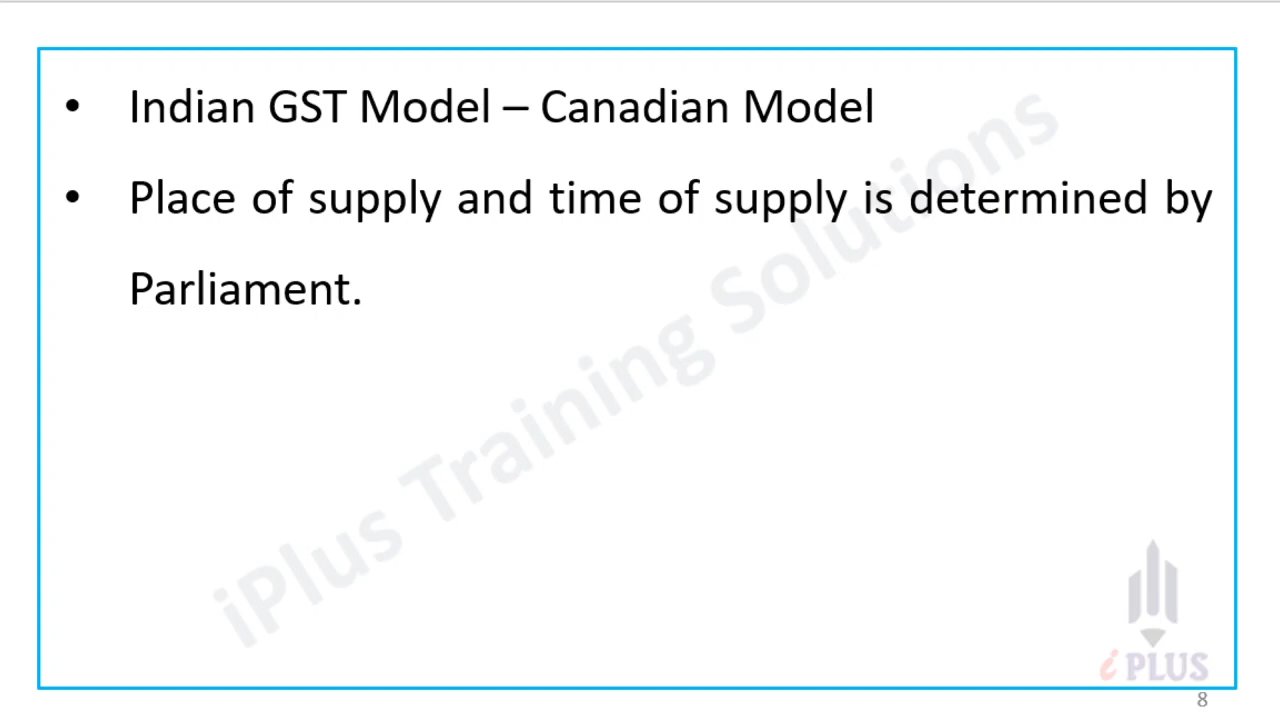 • Indian GST Model – Canadian Model
• Place of supply and time of supply is determined by
Parliament.
iPlus Training Solutions
i PLUS
8